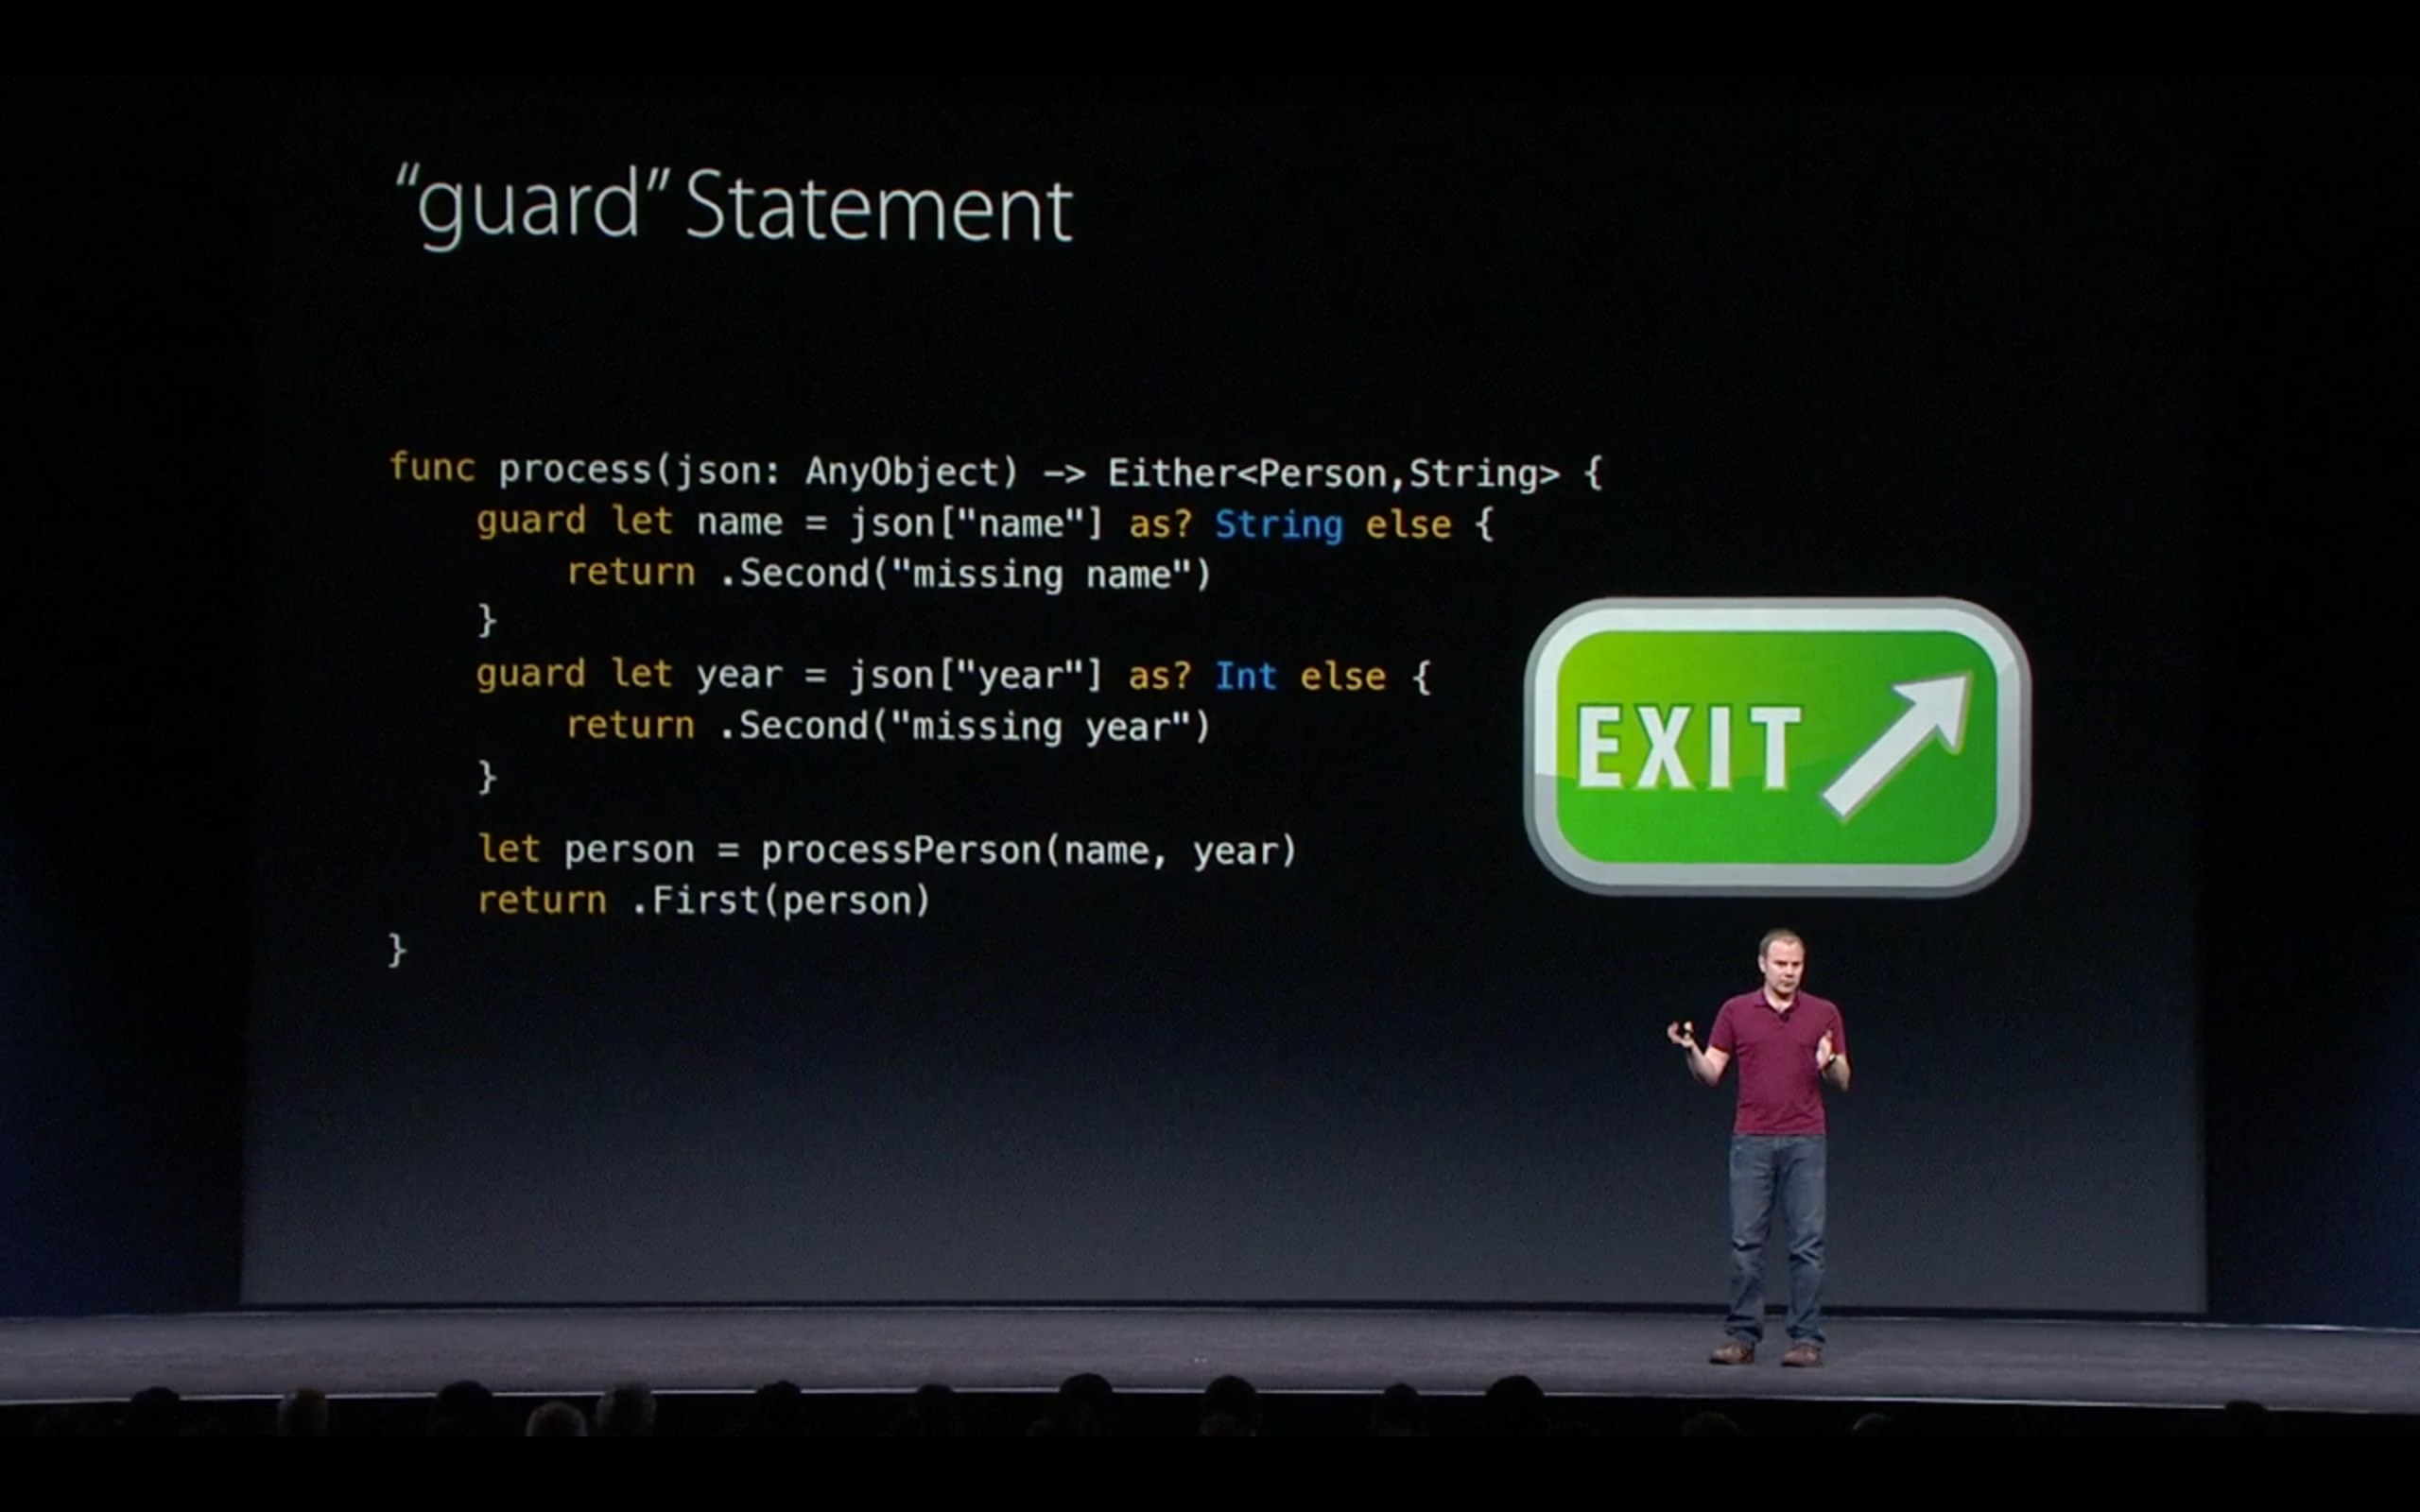 “guard” Statement
func process(json: AnyObject) -> Either<Person,String> {
    guard let name = json["name"] as? String else {
        return .Second("missing name")
    }
    guard let year = json["year"] as? Int else {
        return .Second("missing year")
    }
    let person = processPerson(name, year)
    return .First(person)
}
EXIT